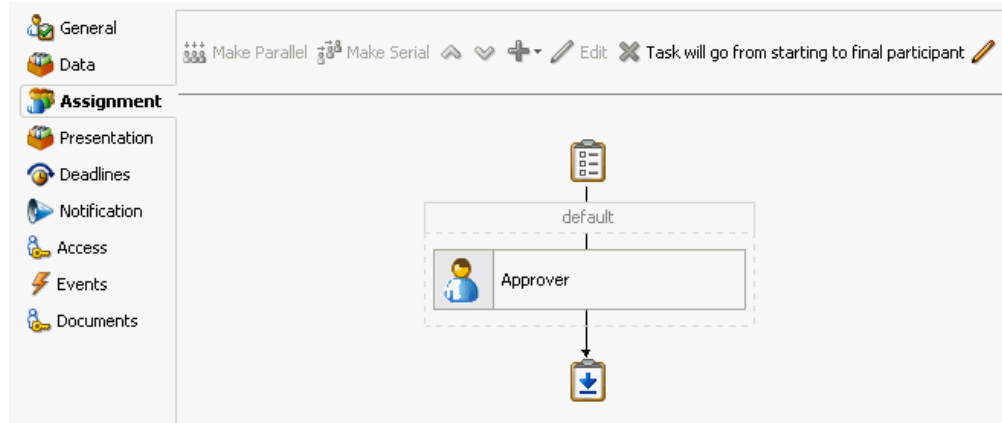 General
Data
Assignment
Presentation
Deadlines
Notification
Access
Events
Documents
Make Parallel Make Serial Edit Task will go from starting to final participant
default
Approver